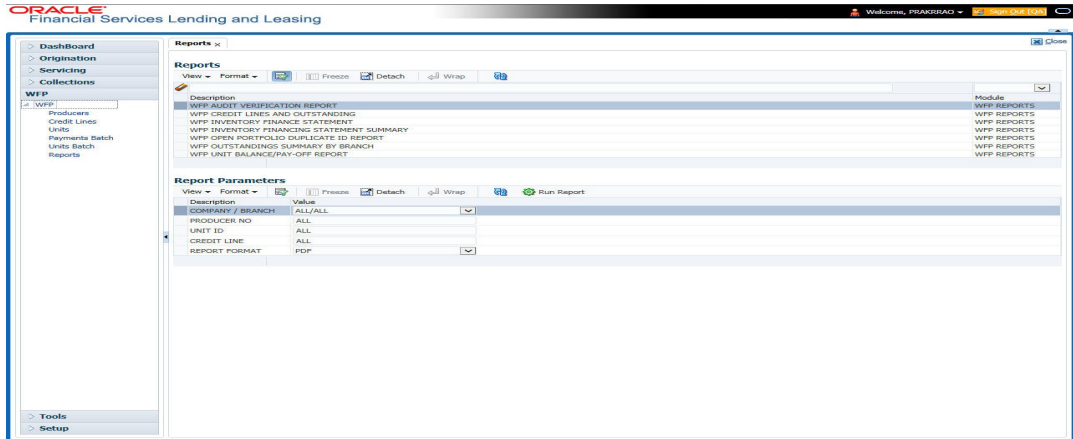 ORACLE
Financial Services Lending and Leasing
Welcome, PRAKRRAO
Sign Out [QA]
DashBoard
Origination
Servicing
Collections
WFP
WFP
Producers
Credit Lines
Units
Payments Batch
Units Batch
Reports
Tools
Setup
Reports x
Close
Reports
View Format Freeze Detach Wrap
Description Module
WFP AUDIT VERIFICATION REPORT WFP REPORTS
WFP CREDIT LINES AND OUTSTANDING WFP REPORTS
WFP INVENTORY FINANCE STATEMENT WFP REPORTS
WFP INVENTORY FINANCING STATEMENT SUMMARY WFP REPORTS
WFP OPEN PORTFOLIO DUPLICATE ID REPORT WFP REPORTS
WFP OUTSTANDINGS SUMMARY BY BRANCH WFP REPORTS
WFP UNIT BALANCE/PAY-OFF REPORT WFP REPORTS
Report Parameters
View Format Freeze Detach Wrap Run Report
Description Value
COMPANY / BRANCH ALL/ALL
PRODUCER NO ALL
UNIT ID ALL
CREDIT LINE ALL
REPORT FORMAT PDF